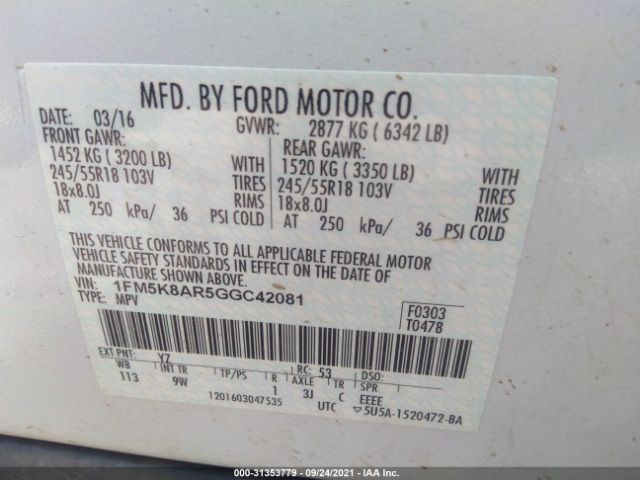 MFD. BY FORD MOTOR CO.
DATE: 03/16 GVWR: 2877 KG ( 6342 LB)
FRONT GAWR: REAR GAWR:
1452 KG ( 3200 LB) WITH 1520 KG ( 3350 LB) WITH
245/55R18 103V TIRES 245/55R18 103V TIRES
18x8.0J RIMS 18x8.0J RIMS
AT 250 kPa/ 36 PSI COLD AT 250 kPa/ 36 PSI COLD
THIS VEHICLE CONFORMS TO ALL APPLICABLE FEDERAL MOTOR
VEHICLE SAFETY STANDARDS IN EFFECT ON THE DATE OF
MANUFACTURE SHOWN ABOVE.
VIN: 1FM5K8AR5GGC42081
TYPE: MPV
F0303
T0478
EXT PNT: YZ RC: 53 DSO:
WB INT TR TP/PS R AXLE TR SPR
113 9W 1 3J C EEEE
1201603047535 UTC ▽5U5A-1520472-BA
000-31353779 - 09/24/2021 - IAA Inc.